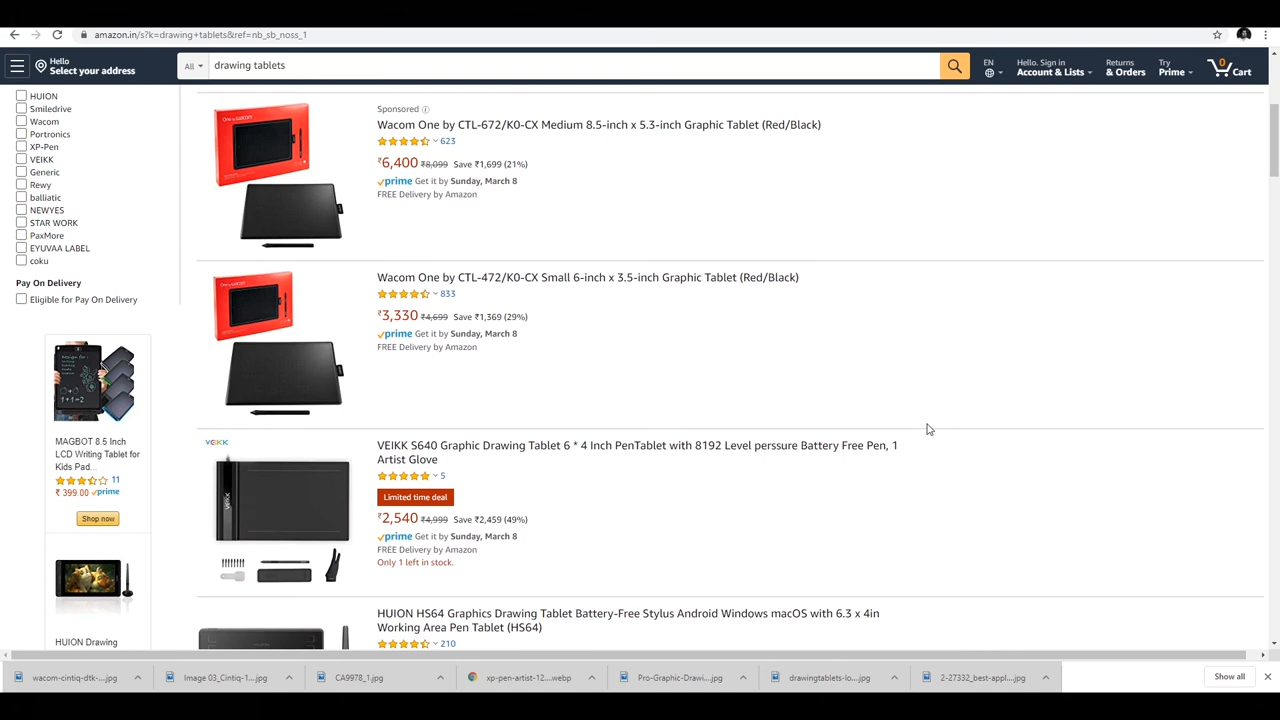 amazon.in/s?k=drawing+tablets&ref=nb_sb_noss_1
Hello
Select your address
All
drawing tablets
EN
Hello. Sign in
Account & Lists
Returns
& Orders
Try
Prime
0
Cart
HUION
Smiledrive
Wacom
Portronics
XP-Pen
VEIKK
Generic
Rewy
balliatic
NEWYES
STAR WORK
PaxMore
EYUVAA LABEL
coku
Pay On Delivery
Eligible for Pay On Delivery
MAGBOT 8.5 Inch
LCD Writing Tablet for
Kids Pad...
11
₹ 399.00 prime
Shop now
HUION Drawing
Sponsored
Wacom One by CTL-672/K0-CX Medium 8.5-inch x 5.3-inch Graphic Tablet (Red/Black)
623
₹6,400 ₹8,099 Save ₹1,699 (21%)
prime Get it by Sunday, March 8
FREE Delivery by Amazon
Wacom One by CTL-472/K0-CX Small 6-inch x 3.5-inch Graphic Tablet (Red/Black)
833
₹3,330 ₹4,699 Save ₹1,369 (29%)
prime Get it by Sunday, March 8
FREE Delivery by Amazon
VEIKK
VEIKK S640 Graphic Drawing Tablet 6 * 4 Inch PenTablet with 8192 Level perssure Battery Free Pen, 1
Artist Glove
5
Limited time deal
₹2,540 ₹4,999 Save ₹2,459 (49%)
prime Get it by Sunday, March 8
FREE Delivery by Amazon
Only 1 left in stock.
HUION HS64 Graphics Drawing Tablet Battery-Free Stylus Android Windows macOS with 6.3 x 4in
Working Area Pen Tablet (HS64)
210
wacom-cintiq-dtk-....jpg
Image 03_Cintiq-1....jpg
CA9978_1.jpg
xp-pen-artist-12....webp
Pro-Graphic-Drawi....jpg
drawingtablets-lo....jpg
2-27332_best-appl....jpg
Show all